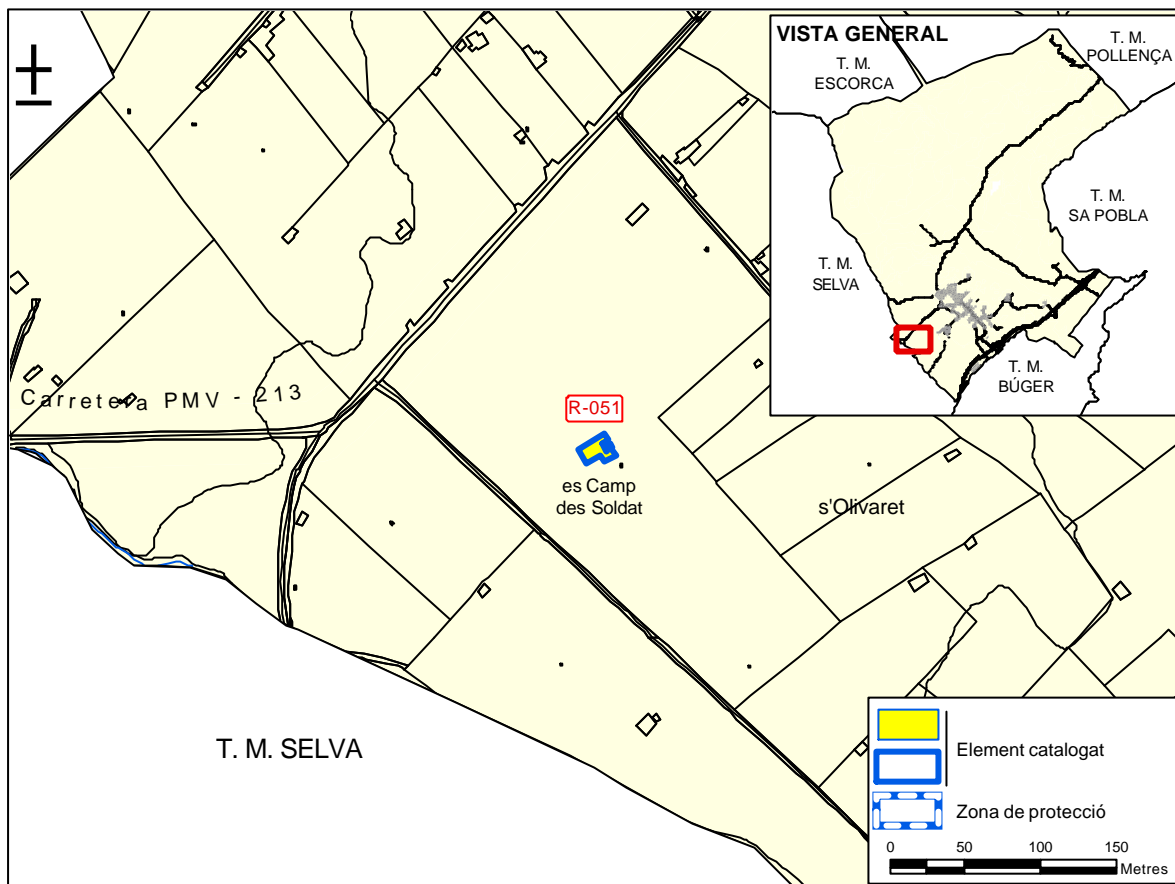 VISTA GENERAL
T. M.
ESCORCA
T. M.
POLLENÇA
T. M.
SA POBLA
T. M.
SELVA
T. M.
BÚGER
Carretera PMV - 213
R-051
es Camp
des Soldat
s'Olivaret
T. M. SELVA
Element catalogat
Zona de protecció
0 50 100 150
Metres